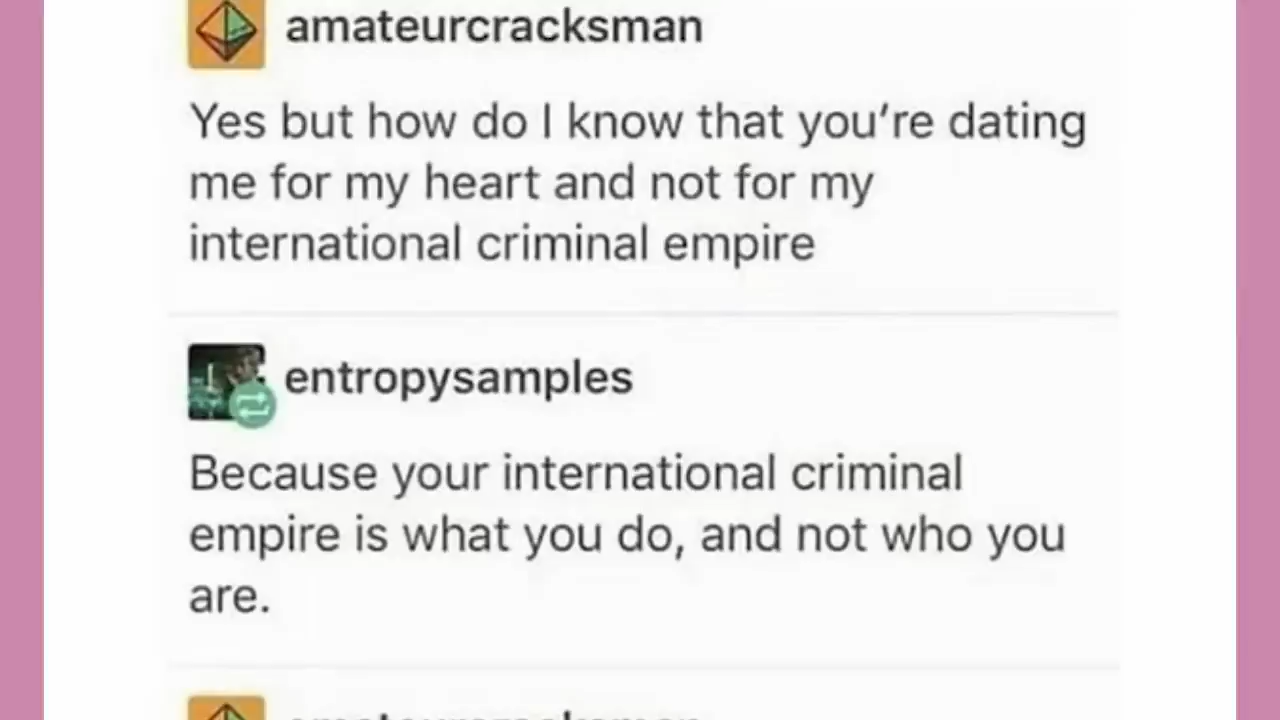 amateurcracksman
Yes but how do I know that you’re dating
me for my heart and not for my
international criminal empire
entropysamples
Because your international criminal
empire is what you do, and not who you
are.